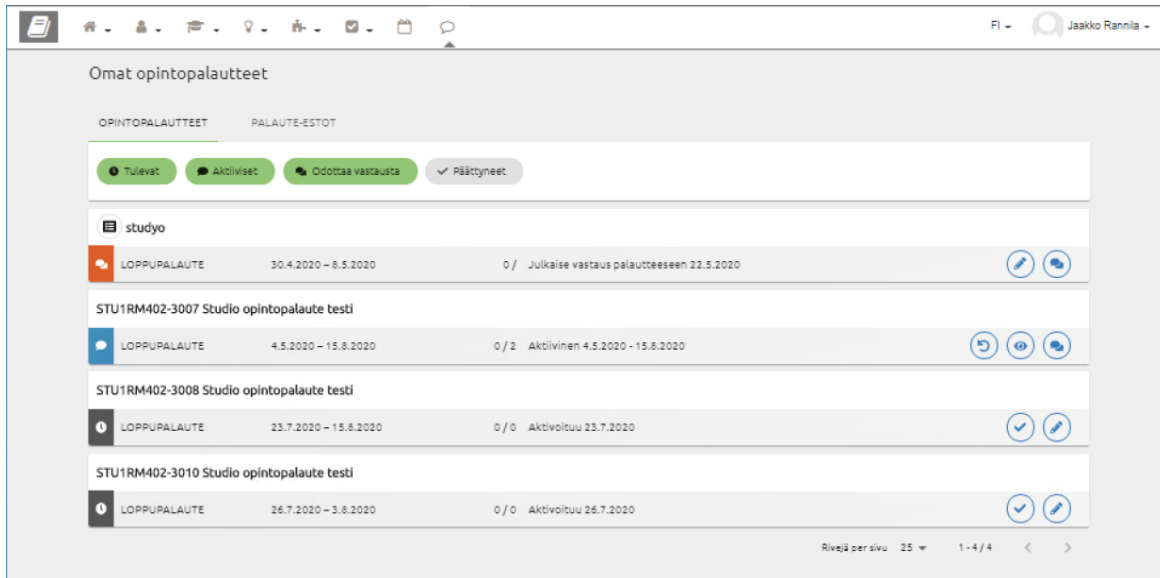 FI Jaakko Rannila
Omat opintopalautteet
OPINTOPALAUTTEET PALAUTE-ESTOT
Tulevat Aktiiviset Odottaa vastausta Päättyneet
studyo
LOPPUPALAUTE 30.4.2020 – 8.5.2020 0 / Julkaise vastaus palautteeseen 22.5.2020
STU1RM402-3007 Studio opintopalaute testi
LOPPUPALAUTE 4.5.2020 – 15.8.2020 0 / 2 Aktiivinen 4.5.2020 - 15.8.2020
STU1RM402-3008 Studio opintopalaute testi
LOPPUPALAUTE 23.7.2020 – 15.8.2020 0 / 0 Aktivoituu 23.7.2020
STU1RM402-3010 Studio opintopalaute testi
LOPPUPALAUTE 26.7.2020 – 3.8.2020 0 / 0 Aktivoituu 26.7.2020
Rivejä per sivu 25 1 - 4 / 4